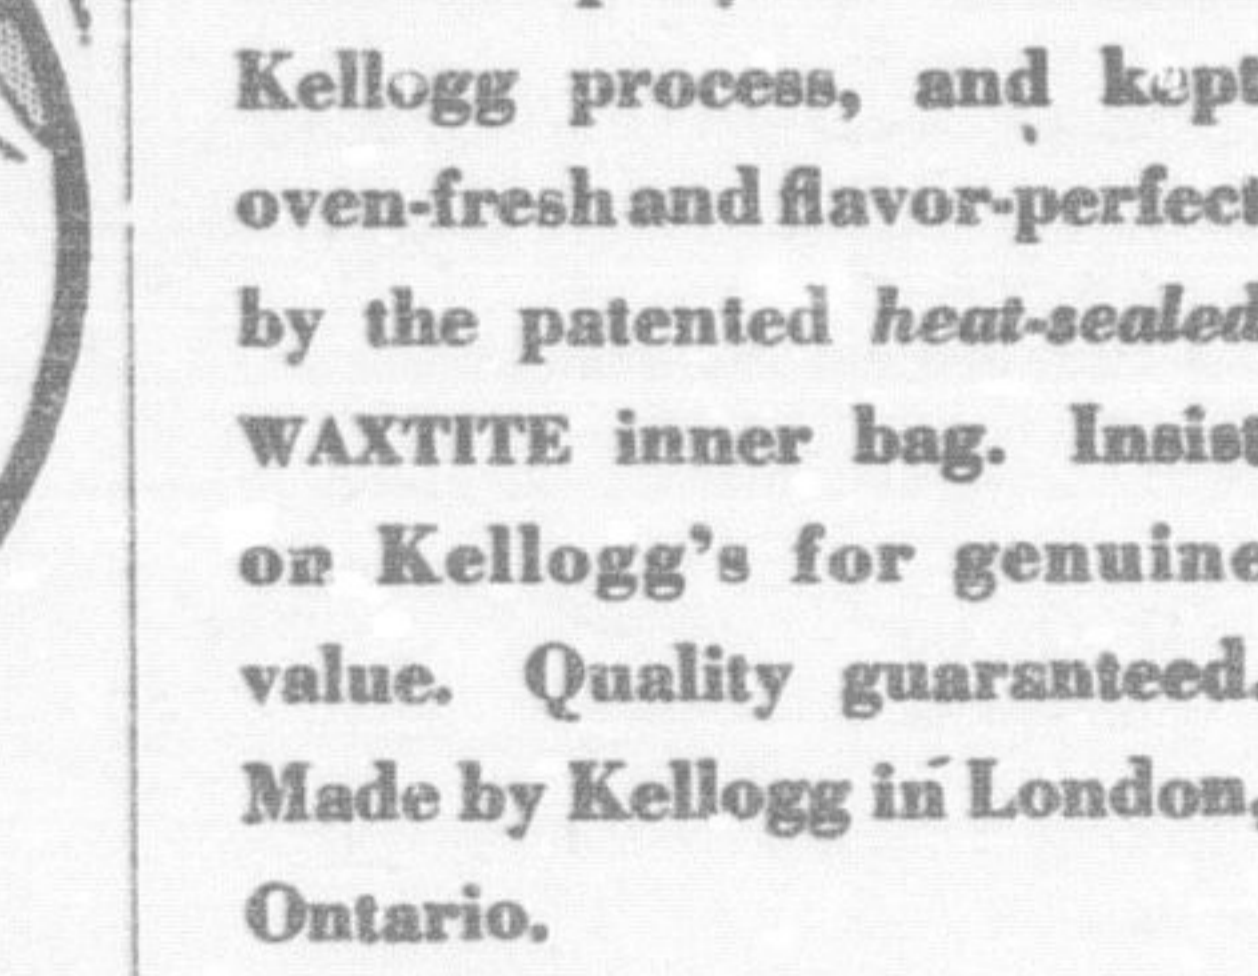 Kellogg process, and kept
oven-fresh and flavor-perfect
by the patented heat-sealed
WAXTITE inner bag. Insist
on Kellogg's for genuine
value. Quality guaranteed.
Made by Kellogg in London,
Ontario.